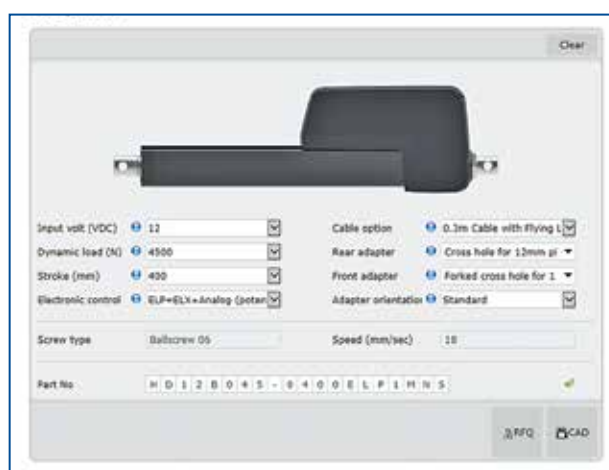 Clear
Input volt (VDC) 12 Cable option 0.3m Cable with Flying L
Dynamic load (N) 4500 Rear adapter Cross hole for 12mm pi
Stroke (mm) 400 Front adapter Forked cross hole for 1
Electronic control ELP=ELX+Analog (poten Adapter orientatio Standard
Screw type Ballscrew 06 Speed (mm/sec) 18
Part No H D 1 2 B 0 4 5 - 0 4 0 0 E L P 1 M N S
RFQ CAD